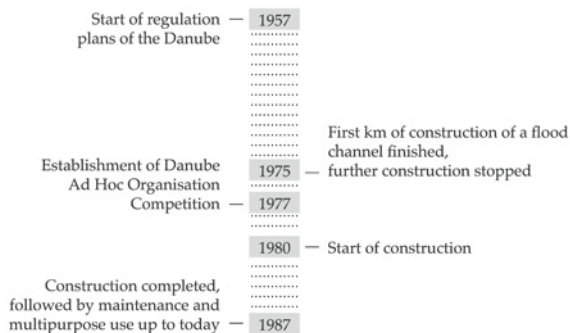 Start of regulation — 1957
plans of the Danube
First km of construction of a flood
channel finished,
Establishment of Danube
1975 — further construction stopped
Ad Hoc Organisation
Competition — 1977
1980 — Start of construction
Construction completed,
followed by maintenance and
multipurpose use up to today — 1987